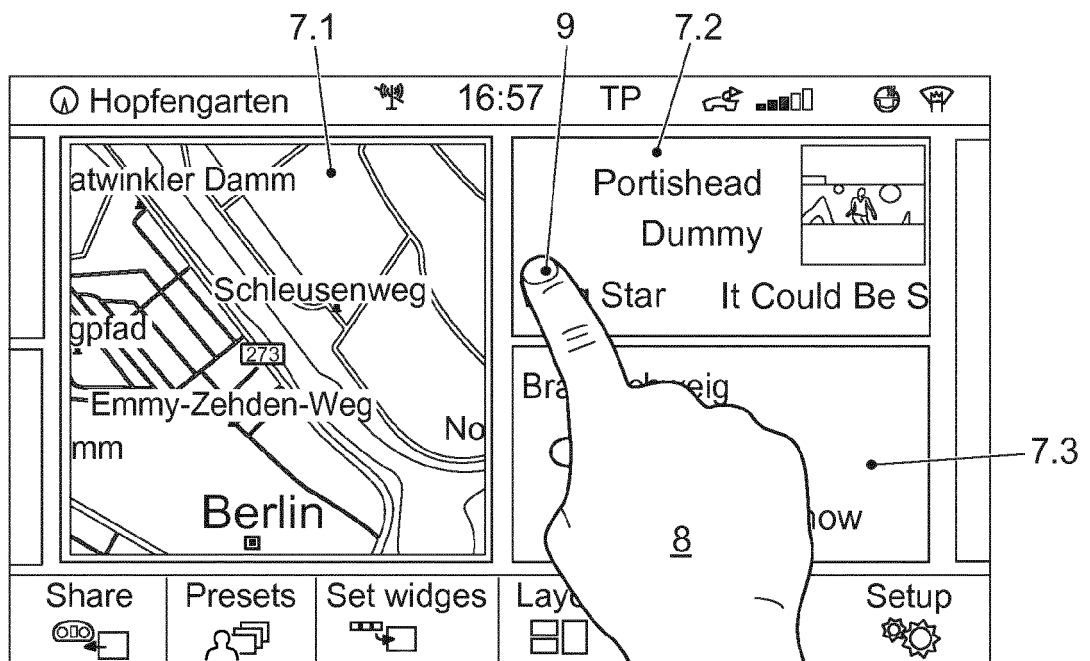 7.1
9
7.2
Hopfengarten 16:57 TP
atwinkler Damm
Schleusenweg
gpfad
273
Emmy-Zehden-Weg
No
mm
Berlin
Portishead
Dummy
Star It Could Be S
7.3
8
Share
Presets
Set widges
Setup